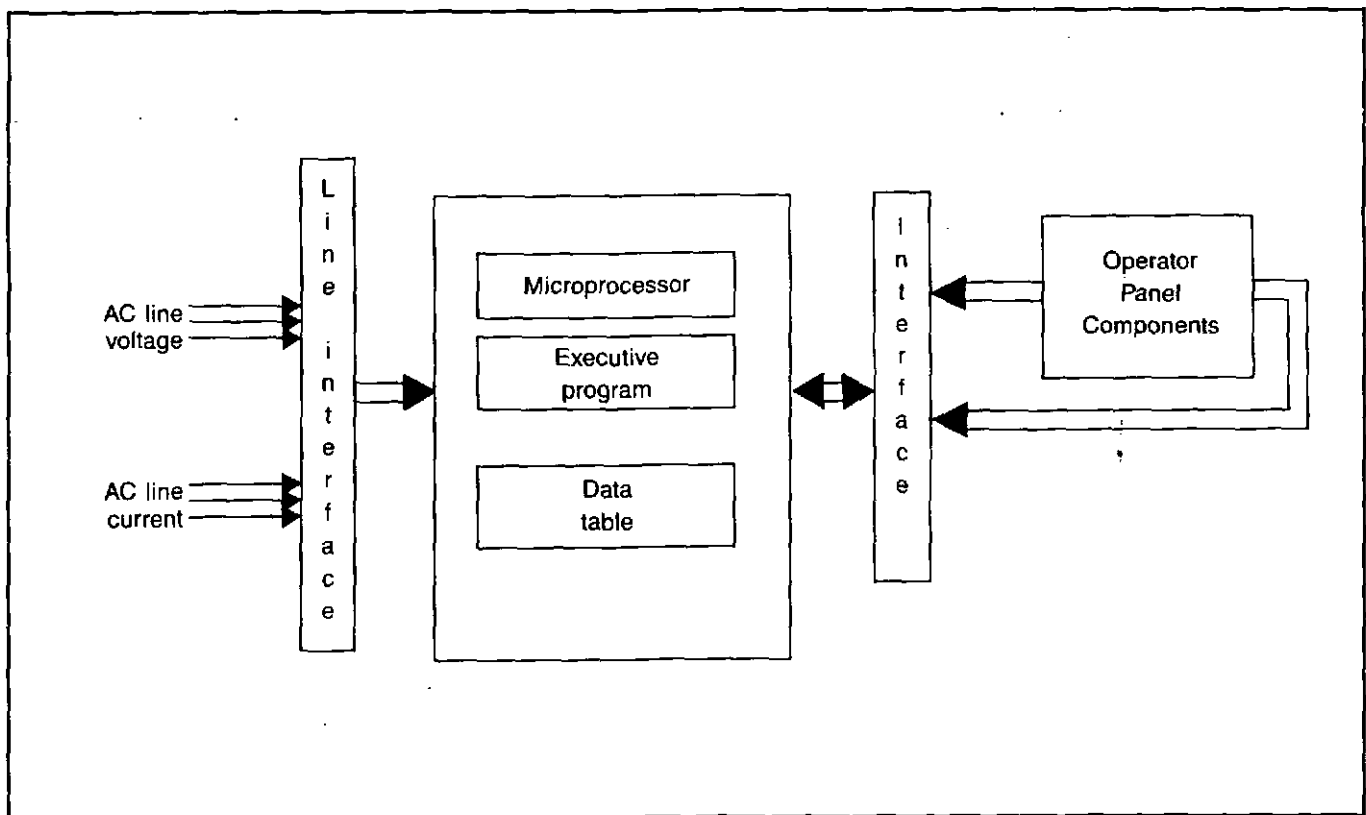 Line interface
AC line
voltage
AC line
current
Microprocessor
Executive
program
Data
table
Interface
Operator
Panel
Components